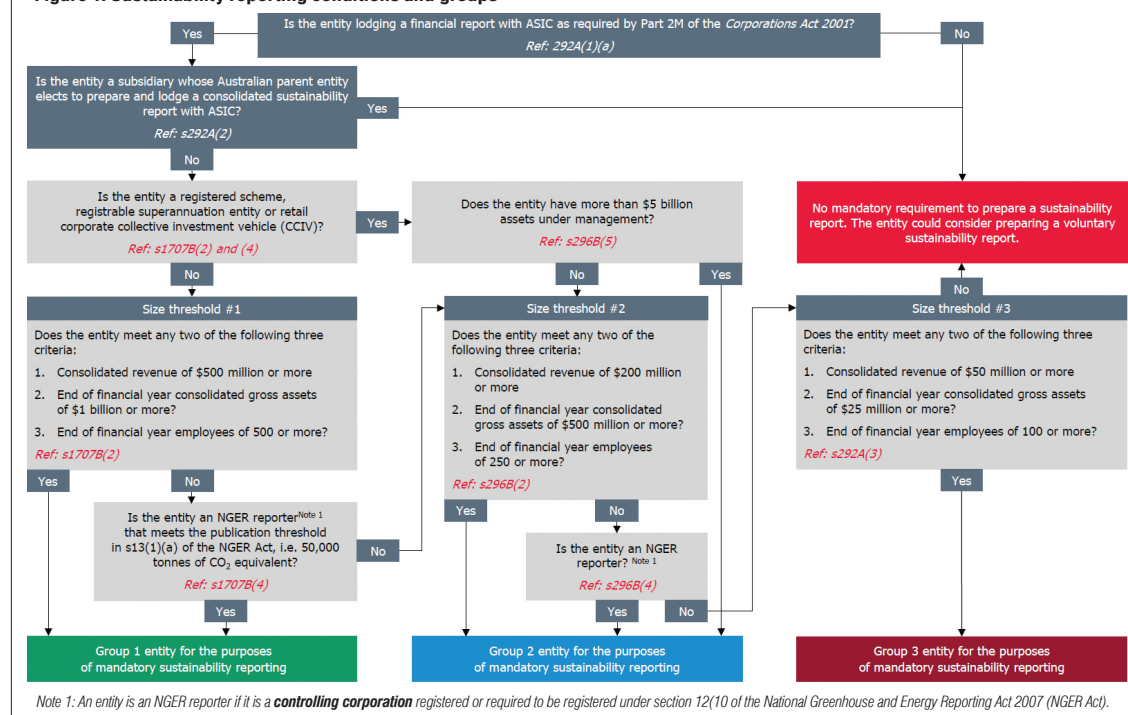 Figure 1: Sustainability reporting conditions and groups
Is the entity lodging a financial report with ASIC as required by Part 2M of the Corporations Act 2001?
Ref: 292A(1)(a)
Yes
No
Is the entity a subsidiary whose Australian parent entity
elects to prepare and lodge a consolidated sustainability
report with ASIC?
Ref: s292A(2)
Yes
No
Is the entity a registered scheme,
registrable superannuation entity or retail
corporate collective investment vehicle (CCIV)?
Ref: s1707B(2) and (4)
Yes
No
Does the entity have more than $5 billion
assets under management?
Ref: s296B(5)
No
Yes
No mandatory requirement to prepare a sustainability
report. The entity could consider preparing a voluntary
sustainability report.
No
Size threshold #1
Does the entity meet any two of the following three
criteria:
1. Consolidated revenue of $500 million or more
2. End of financial year consolidated gross assets
of $1 billion or more?
3. End of financial year employees of 500 or more?
Ref: s1707B(2)
Yes
No
Is the entity an NGER reporter Note 1
that meets the publication threshold
in s13(1)(a) of the NGER Act, i.e. 50,000
tonnes of CO2 equivalent?
Ref: s1707B(4)
No
Yes
Size threshold #2
Does the entity meet any two of the
following three criteria:
1. Consolidated revenue of $200 million
or more
2. End of financial year consolidated
gross assets of $500 million or more?
3. End of financial year employees
of 250 or more?
Ref: s296B(2)
Yes
No
Is the entity an NGER
reporter? Note 1
Ref: s296B(4)
Yes
No
Size threshold #3
Does the entity meet any two of the following three
criteria:
1. Consolidated revenue of $50 million or more
2. End of financial year consolidated gross assets
of $25 million or more?
3. End of financial year employees of 100 or more?
Ref: s292A(3)
Yes
Group 1 entity for the purposes
of mandatory sustainability reporting
Group 2 entity for the purposes
of mandatory sustainability reporting
Group 3 entity for the purposes
of mandatory sustainability reporting
Note 1: An entity is an NGER reporter if it is a controlling corporation registered or required to be registered under section 12(10 of the National Greenhouse and Energy Reporting Act 2007 (NGER Act).